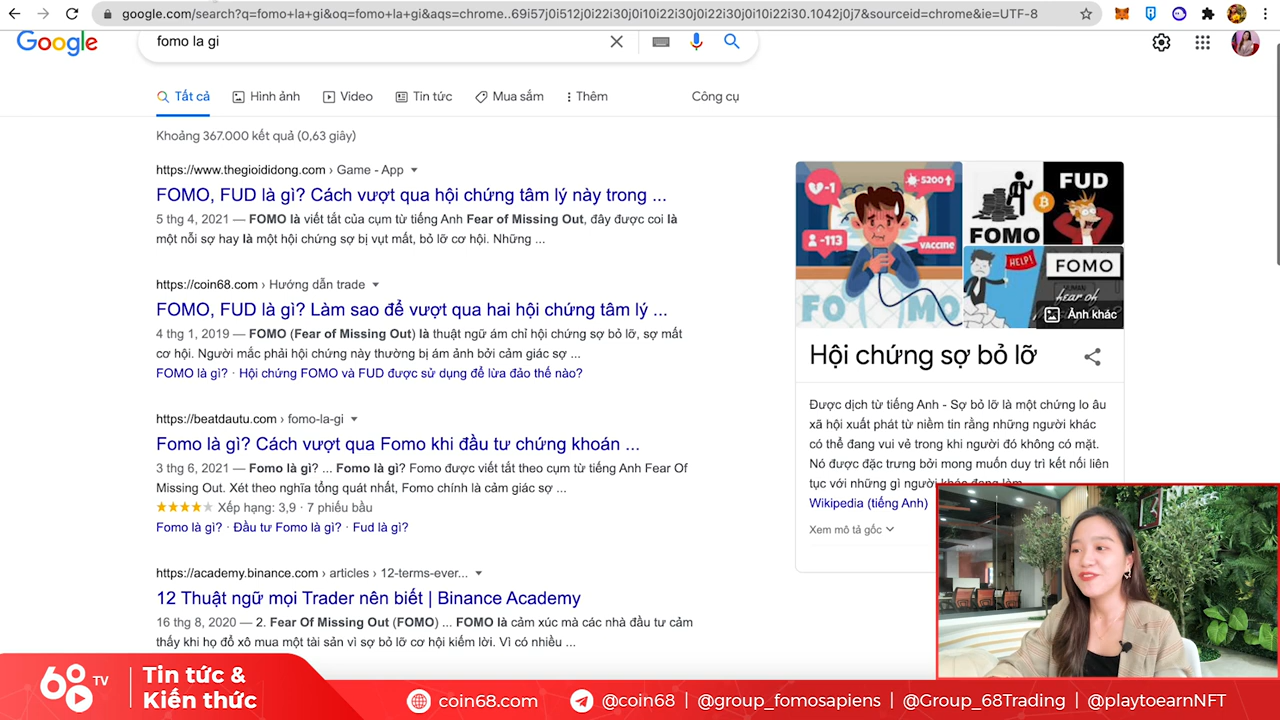 google.com/search?q=fomo+la+gi&oq=fomo+la+gi&aqs=chrome..69i57j0i512j0i22i30j0i10i22i30j0i22i30j0i10i22i30.1042j0j7&sourceid=chrome&ie=UTF-8
Google
fomo la gi
Tất cả
Hình ảnh
Video
Tin tức
Mua sắm
Thêm
Công cụ
Khoảng 367.000 kết quả (0,63 giây)
https://www.thegioididong.com › Game - App
FOMO, FUD là gì? Cách vượt qua hội chứng tâm lý này trong ...
5 thg 4, 2021 — FOMO là viết tắt của cụm từ tiếng Anh Fear of Missing Out, đây được coi là
một nỗi sợ hay là một hội chứng sợ bị vụt mất, bỏ lỡ cơ hội. Những ...
https://coin68.com › Hướng dẫn trade
FOMO, FUD là gì? Làm sao để vượt qua hai hội chứng tâm lý ...
4 thg 1, 2019 — FOMO (Fear of Missing Out) là thuật ngữ ám chỉ hội chứng sợ bỏ lỡ, sợ mất
cơ hội. Người mắc phải hội chứng này thường bị ám ảnh bởi cảm giác sợ ...
FOMO là gì? · Hội chứng FOMO và FUD được sử dụng để lừa đảo thế nào?
https://beatdautu.com › fomo-la-gi
Fomo là gì? Cách vượt qua Fomo khi đầu tư chứng khoán ...
3 thg 6, 2021 — Fomo là gì? ... Fomo là gì? Fomo được viết tắt theo cụm từ tiếng Anh Fear Of
Missing Out. Xét theo nghĩa tổng quát nhất, Fomo chính là cảm giác sợ ...
Xếp hạng: 3,9 · 7 phiếu bầu
Fomo là gì? · Đầu tư Fomo là gì? · Fud là gì?
https://academy.binance.com › articles › 12-terms-ever...
12 Thuật ngữ mọi Trader nên biết | Binance Academy
16 thg 8, 2020 — 2. Fear Of Missing Out (FOMO) ... FOMO là cảm xúc mà các nhà đầu tư cảm
thấy khi họ đổ xô mua một tài sản vì sợ bỏ lỡ cơ hội kiếm lời. Vì có nhiều ...
-1
-5200
-113
VACCINE
FO MO
FUD
FOMO
HELP!
FOMO
fear of
Ảnh khác
Hội chứng sợ bỏ lỡ
Được dịch từ tiếng Anh - Sợ bỏ lỡ là một chứng lo âu
xã hội xuất phát từ niềm tin rằng những người khác
có thể đang vui vẻ trong khi người đó không có mặt.
Nó được đặc trưng bởi mong muốn duy trì kết nối liên
tục với những gì người khác đang làm.
Wikipedia (tiếng Anh)
Xem mô tả gốc
68 TV
Tin tức &
Kiến thức
coin68.com
@coin68 | @group_fomosapiens | @Group_68Trading | @playtoearnNFT